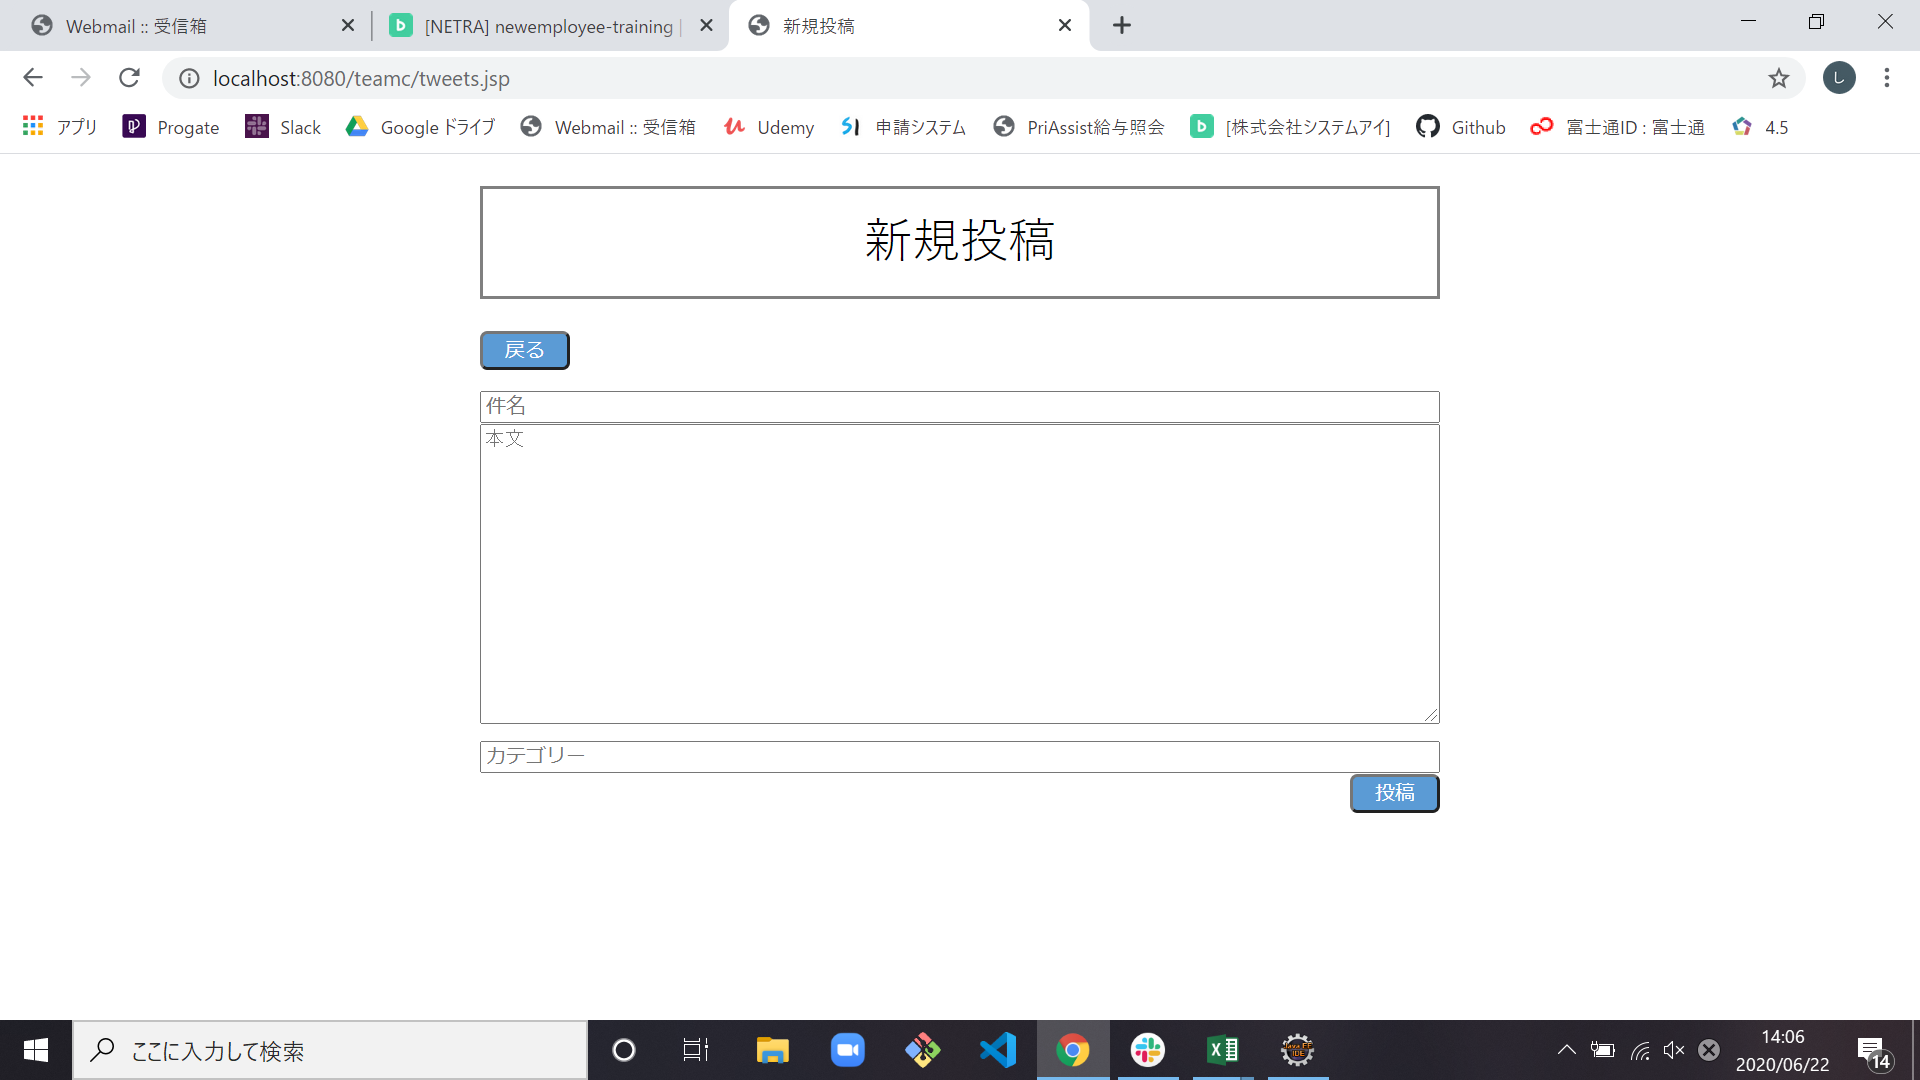 Webmail :: 受信箱
[NETRA] newemployee-training |
新規投稿
localhost:8080/teamc/tweets.jsp
し
アプリ
Progate
Slack
Google ドライブ
Webmail :: 受信箱
Udemy
申請システム
PriAssist給与照会
[株式会社システムアイ]
Github
富士通ID : 富士通
4.5
新規投稿
戻る
件名
本文
カテゴリー
投稿
ここに入力して検索
Java EE
IDE
14:06
2020/06/22
14